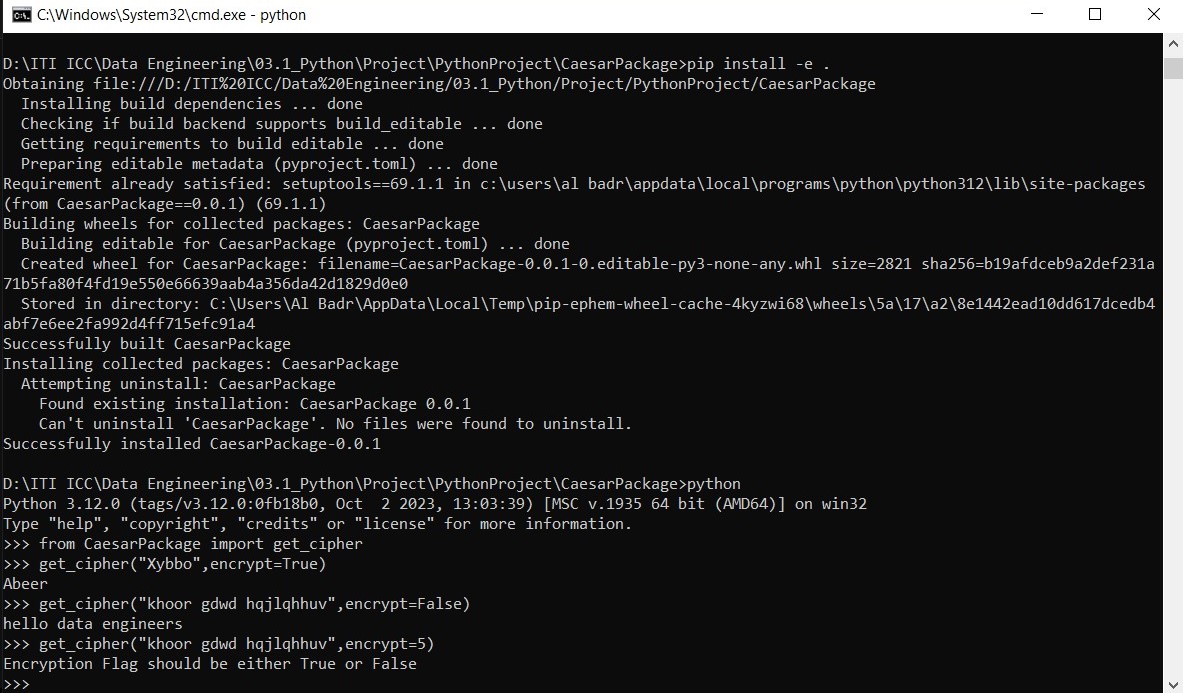 C:\Windows\System32\cmd.exe - python
D:\ITI ICC\Data Engineering\03.1_Python\Project\PythonProject\CaesarPackage>pip install -e .
Obtaining file:///D:/ITI%20ICC/Data%20Engineering/03.1_Python/Project/PythonProject/CaesarPackage
  Installing build dependencies ... done
  Checking if build backend supports build_editable ... done
  Getting requirements to build editable ... done
  Preparing editable metadata (pyproject.toml) ... done
Requirement already satisfied: setuptools==69.1.1 in c:\users\al badr\appdata\local\programs\python\python312\lib\site-packages
(from CaesarPackage==0.0.1) (69.1.1)
Building wheels for collected packages: CaesarPackage
  Building editable for CaesarPackage (pyproject.toml) ... done
  Created wheel for CaesarPackage: filename=CaesarPackage-0.0.1-0.editable-py3-none-any.whl size=2821 sha256=b19afdceb9a2def231a
71b5fa80f4fd19e550e66639aab4a356da42d1829d0e0
  Stored in directory: C:\Users\Al Badr\AppData\Local\Temp\pip-ephem-wheel-cache-4kyzwi68\wheels\5a\17\a2\8e1442ead10dd617dcedb4
abf7e6ee2fa992d4ff715efc91a4
Successfully built CaesarPackage
Installing collected packages: CaesarPackage
  Attempting uninstall: CaesarPackage
    Found existing installation: CaesarPackage 0.0.1
    Can't uninstall 'CaesarPackage'. No files were found to uninstall.
Successfully installed CaesarPackage-0.0.1
D:\ITI ICC\Data Engineering\03.1_Python\Project\PythonProject\CaesarPackage>python
Python 3.12.0 (tags/v3.12.0:0fb18b0, Oct  2 2023, 13:03:39) [MSC v.1935 64 bit (AMD64)] on win32
Type "help", "copyright", "credits" or "license" for more information.
>>> from CaesarPackage import get_cipher
>>> get_cipher("Xybbo",encrypt=True)
Abeer
>>> get_cipher("khoor gdwd hqjlqhhuv",encrypt=False)
hello data engineers
>>> get_cipher("khoor gdwd hqjlqhhuv",encrypt=5)
Encryption Flag should be either True or False
>>>